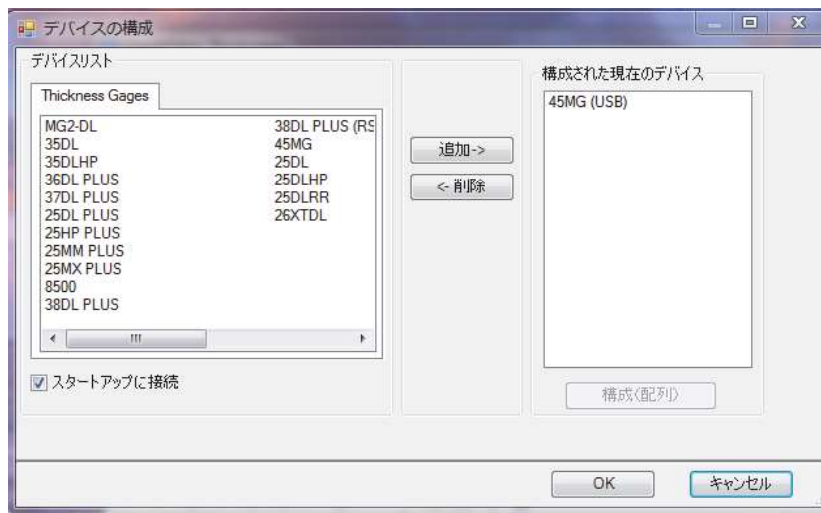 デバイスの構成
デバイスリスト
Thickness Gages
MG2-DL
35DL
35DLHP
36DL PLUS
37DL PLUS
25DL PLUS
25HP PLUS
25MM PLUS
25MX PLUS
8500
38DL PLUS
38DL PLUS (RS
45MG
25DL
25DLHP
25DLRR
26XTDL
スタートアップに接続
追加->
<- 削除
構成された現在のデバイス
45MG (USB)
構成(配列)
OK
キャンセル